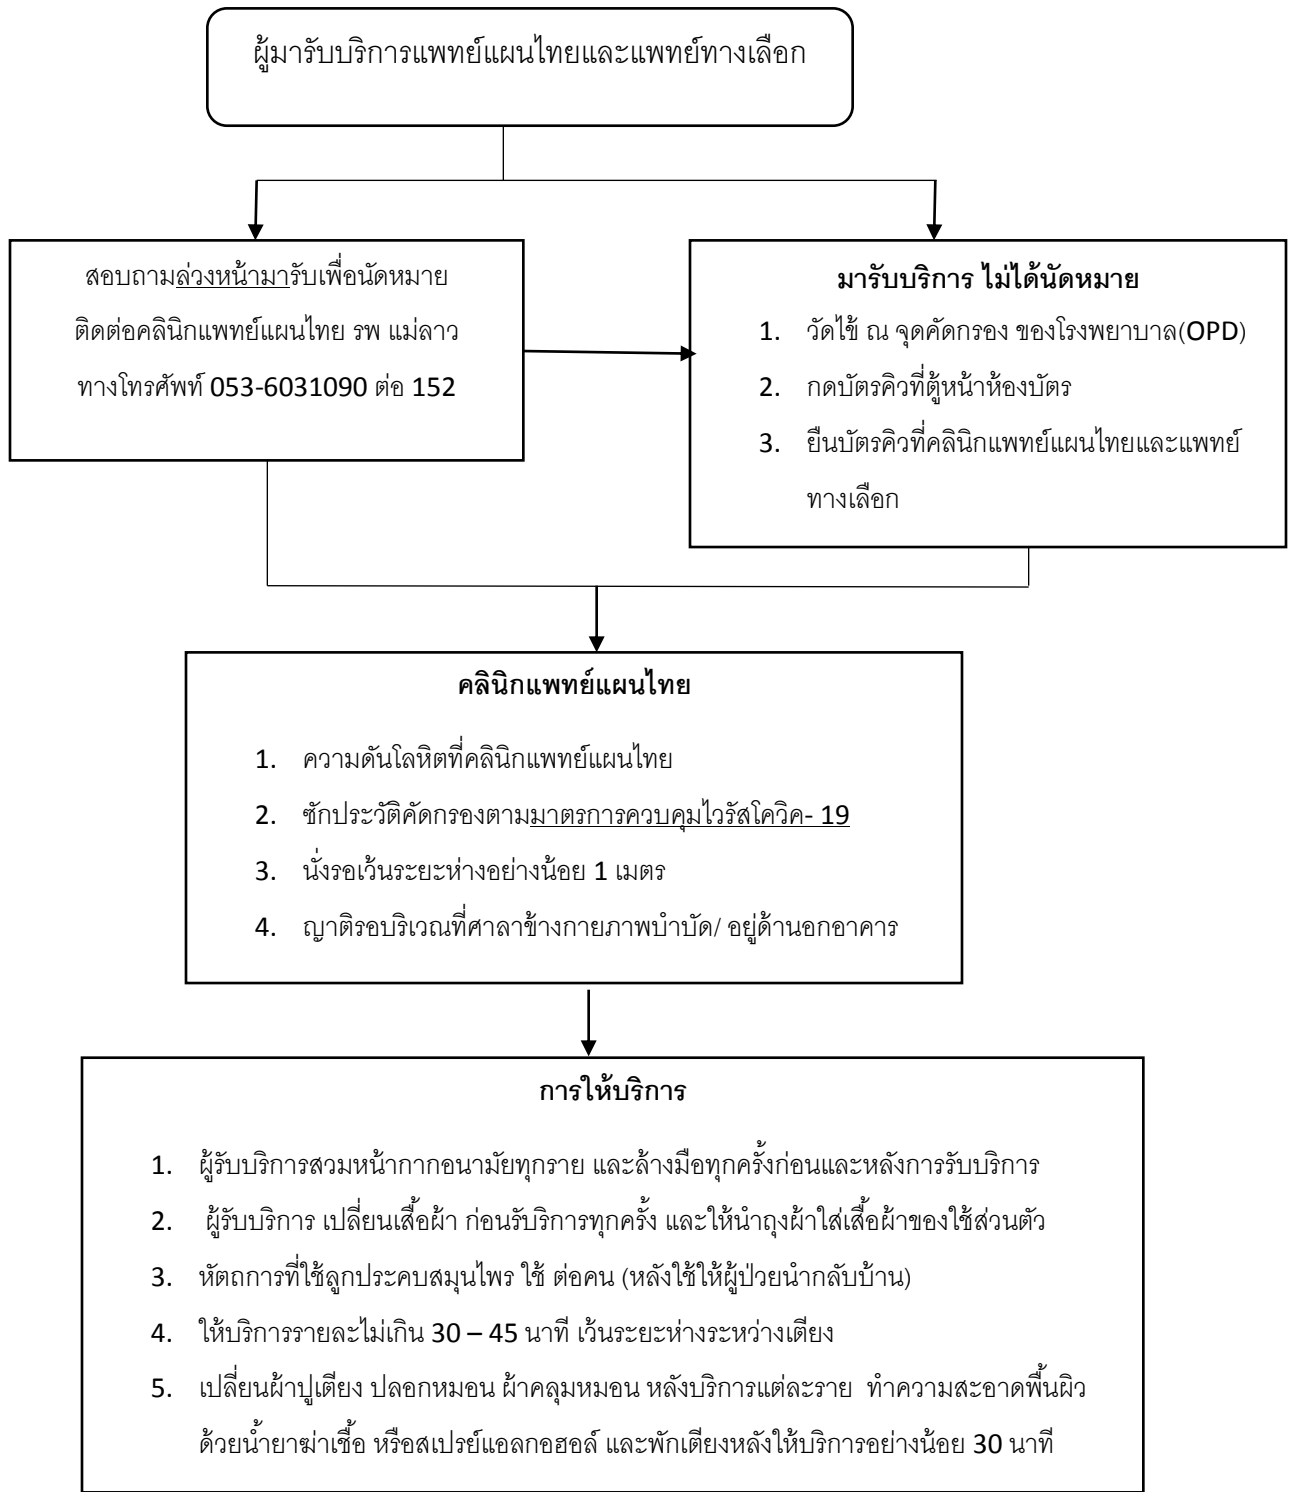 ผู้มารับบริการแพทย์แผนไทยและแพทย์ทางเลือก
สอบถามล่วงหน้ามารับเพื่อนัดหมาย
ติดต่อคลินิกแพทย์แผนไทย รพ แม่ลาว
ทางโทรศัพท์ 053-6031090 ต่อ 152
มารับบริการ ไม่ได้นัดหมาย
1. วัดไข้ ณ จุดคัดกรอง ของโรงพยาบาล(OPD)
2. กดบัตรคิวที่ตู้หน้าห้องบัตร
3. ยืนบัตรคิวที่คลินิกแพทย์แผนไทยและแพทย์
ทางเลือก
คลินิกแพทย์แผนไทย
1. ความดันโลหิตที่คลินิกแพทย์แผนไทย
2. ซักประวัติคัดกรองตามมาตรการควบคุมไวรัสโควิค- 19
3. นั่งรอเว้นระยะห่างอย่างน้อย 1 เมตร
4. ญาติรอบริเวณที่ศาลาข้างกายภาพบำบัด/ อยู่ด้านอกอาคาร
การให้บริการ
1. ผู้รับบริการสวมหน้ากากอนามัยทุกราย และล้างมือทุกครั้งก่อนและหลังการรับบริการ
2. ผู้รับบริการ เปลี่ยนเสื้อผ้า ก่อนรับริการทุกครั้ง และให้นำถุงผ้าใส่เสื้อผ้าของใช้ส่วนตัว
3. หัตถการที่ใช้ลูกประคบสมุนไพร ใช้ ต่อคน (หลังใช้ให้ผู้ป่วยนำกลับบ้าน)
4. ให้บริการรายละไม่เกิน 30 – 45 นาที เว้นระยะห่างระหว่างเตียง
5. เปลี่ยนผ้าปูเตียง ปลอกหมอน ผ้าคลุมหมอน หลังบริการแต่ละราย ทำความสะอาดพื้นผิว
ด้วยน้ำยาฆ่าเชื้อ หรือสเปรย์แอลกอฮอล์ และพักเตียงหลังให้บริการอย่างน้อย 30 นาที